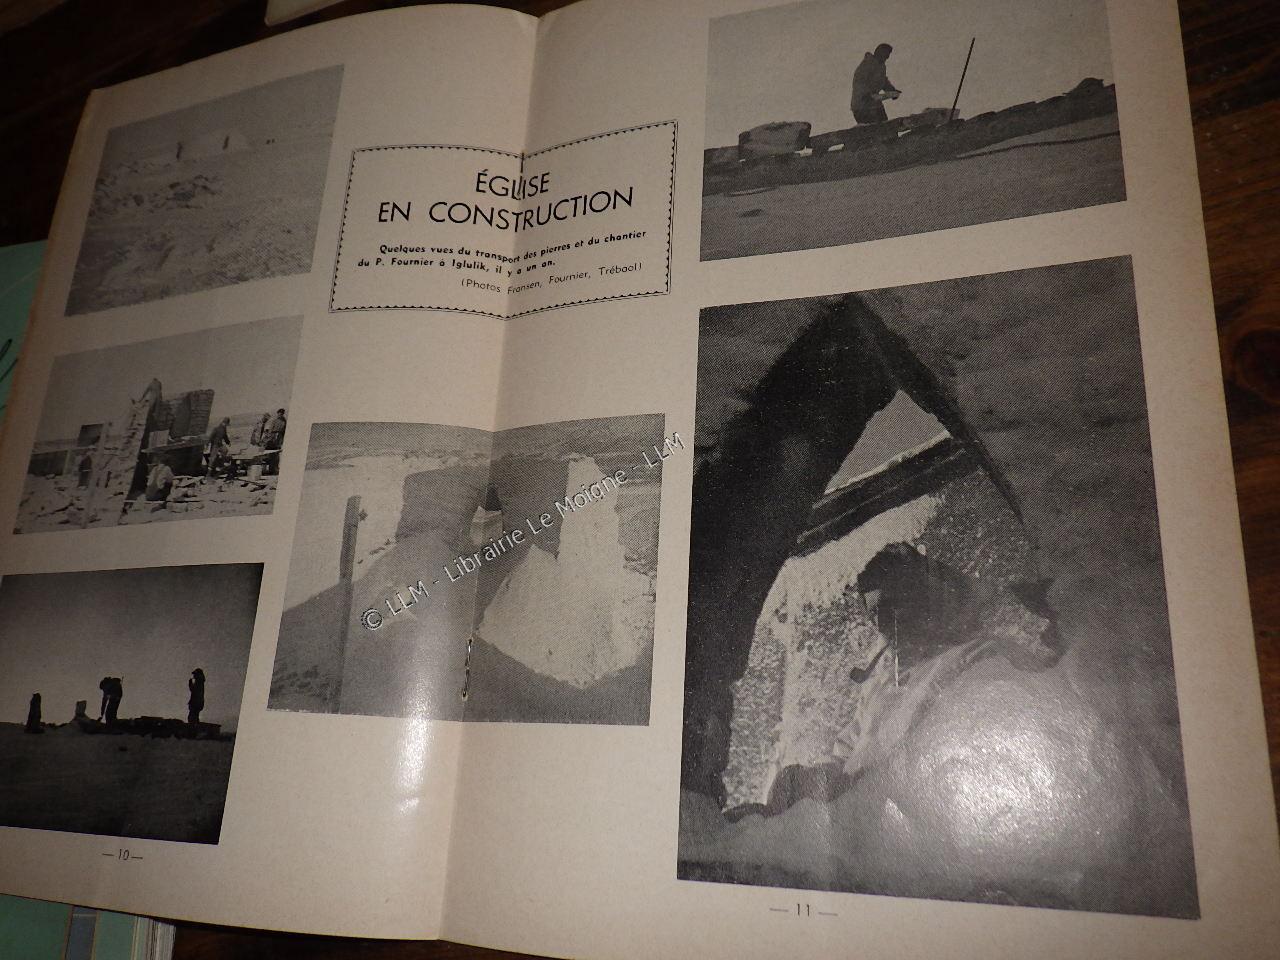 ÉGLISE
EN CONSTRUCTION
Quelques vues du transport des pierres et du chantier
du P. Fournier à Iglulik, il y a un an.
(Photos Fransen, Fournier, Trébaol)
© LLM - Librairie Le Moigne - LLM
— 10 —
— 11 —